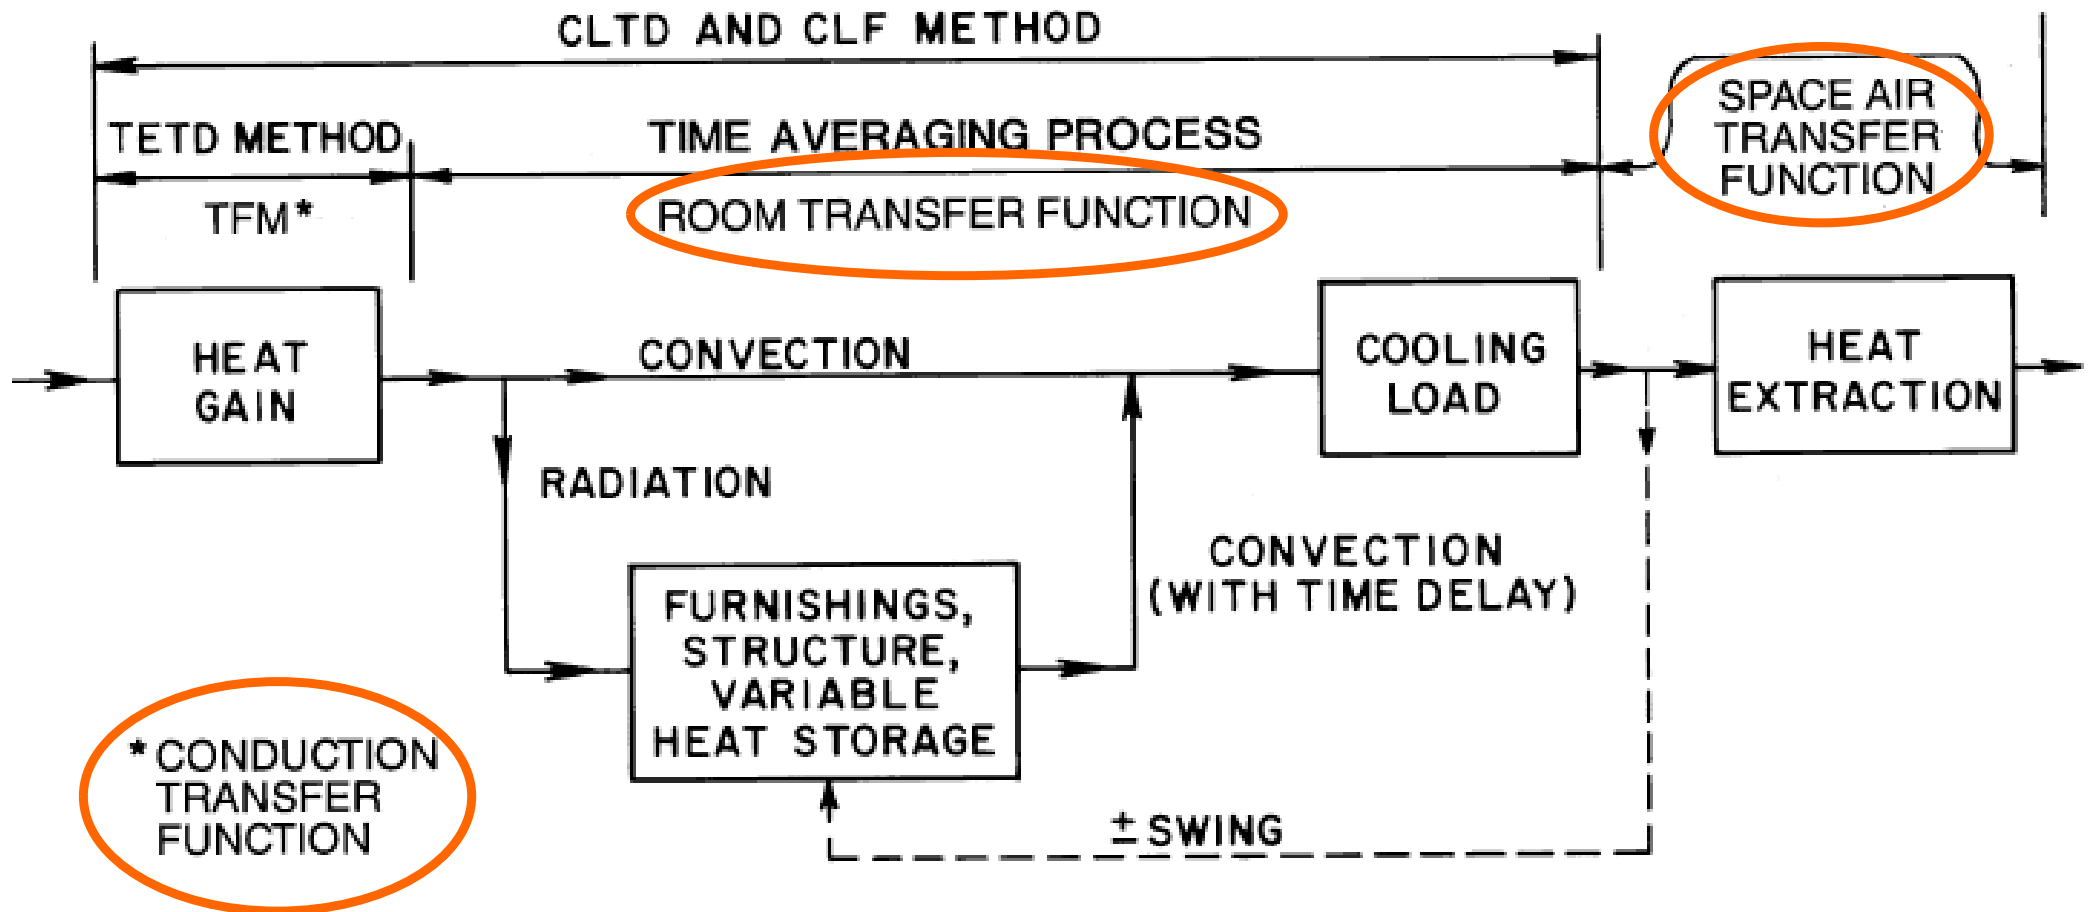 CLTD AND CLF METHOD
TETD METHOD
TIME AVERAGING PROCESS
SPACE AIR
TRANSFER
FUNCTION
TFM*
ROOM TRANSFER FUNCTION
HEAT
GAIN
CONVECTION
COOLING
LOAD
HEAT
EXTRACTION
RADIATION
CONVECTION
(WITH TIME DELAY)
FURNISHINGS,
STRUCTURE,
VARIABLE
HEAT STORAGE
* CONDUCTION
TRANSFER
FUNCTION
± SWING